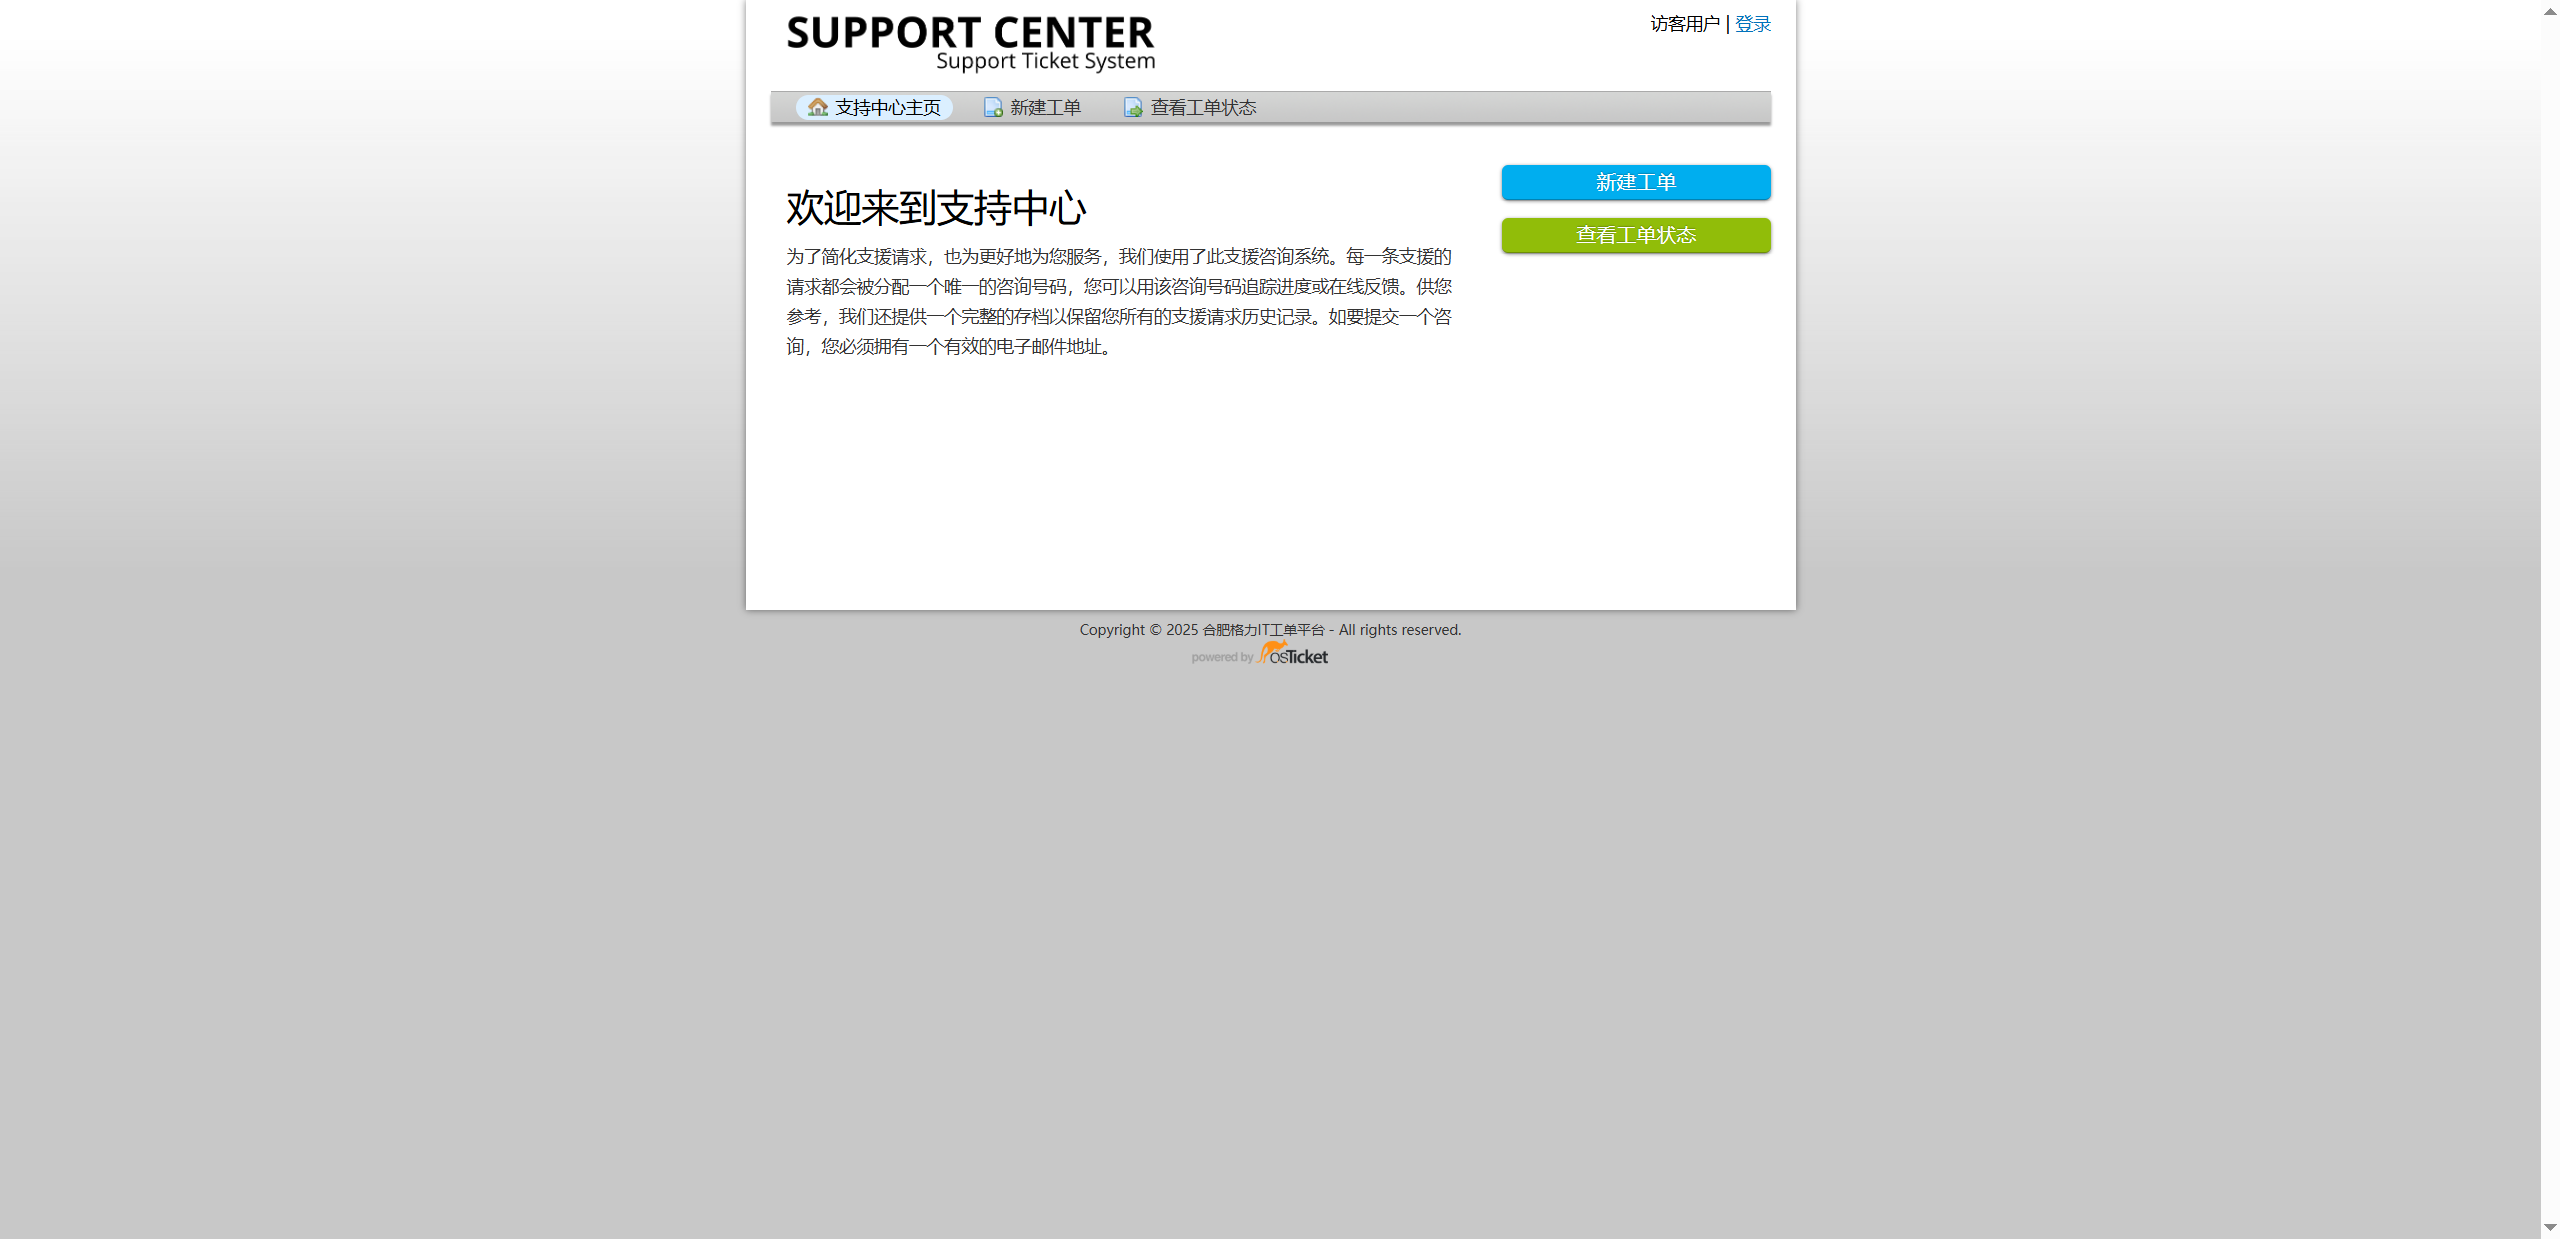 SUPPORT CENTER
Support Ticket System
访客用户 | 登录
支持中心主页 新建工单 查看工单状态
新建工单
查看工单状态
欢迎来到支持中心
为了简化支援请求，也为更好地为您服务，我们使用了此支援咨询系统。每一条支援的
请求都会被分配一个唯一的咨询号码，您可以用该咨询号码追踪进度或在线反馈。供您
参考，我们还提供一个完整的存档以保留您所有的支援请求历史记录。如要提交一个咨
询，您必须拥有一个有效的电子邮件地址。
Copyright © 2025 合肥格力IT工单平台 - All rights reserved.
powered by osTicket